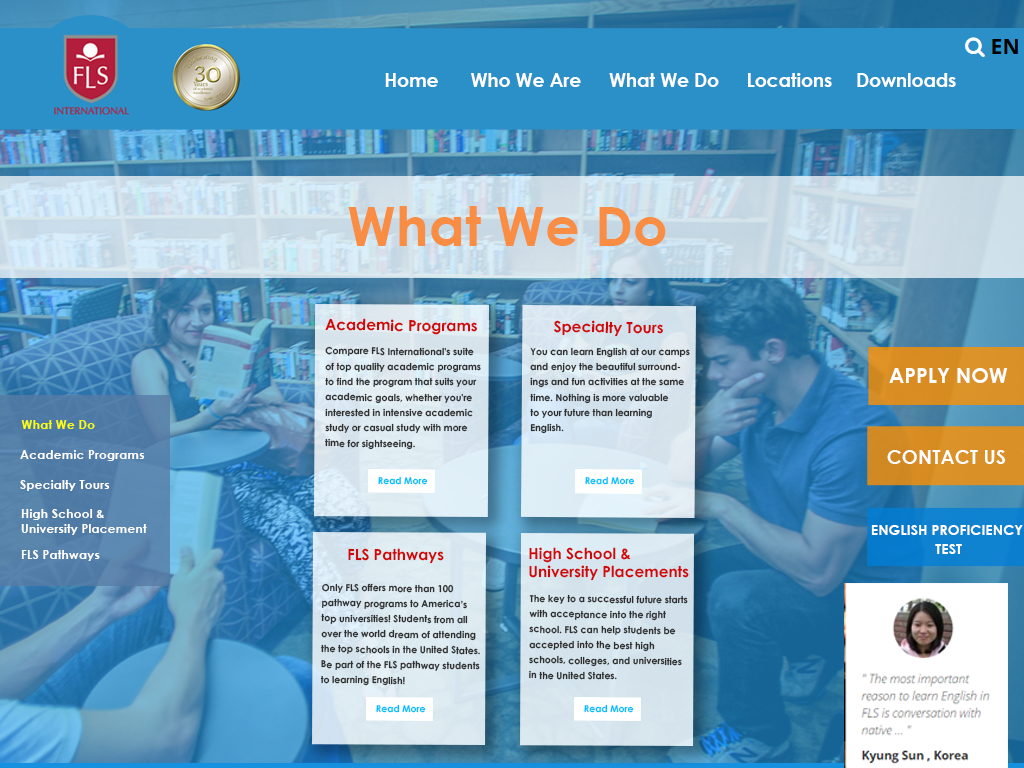 EN
FLS
INTERNATIONAL
30
Home
Who We Are
What We Do
Locations
Downloads
What We Do
Academic Programs
Compare FLS International's suite
of top quality academic programs
to find the program that suits your
academic goals, whether you're
interested in intensive academic
study or casual study with more
time for sightseeing.
Read More
Specialty Tours
You can learn English at our camps
and enjoy the beautiful surround-
ings and fun activities at the same
time. Nothing is more valuable
to your future than learning
English.
Read More
FLS Pathways
Only FLS offers more than 100
pathway programs to America's
top universities! Students from all
over the world dream of attending
the top schools in the United States.
Be part of the FLS pathway students
to learning English!
Read More
High School &
University Placements
The key to a successful future starts
with acceptance into the right
school. FLS can help students be
accepted into the best high
schools, colleges, and universities
in the United States.
Read More
What We Do
Academic Programs
Specialty Tours
High School &
University Placement
FLS Pathways
APPLY NOW
CONTACT US
ENGLISH PROFICIENCY
TEST
" The most important
reason to learn English in
FLS is conversation with
native ... "
Kyung Sun , Korea